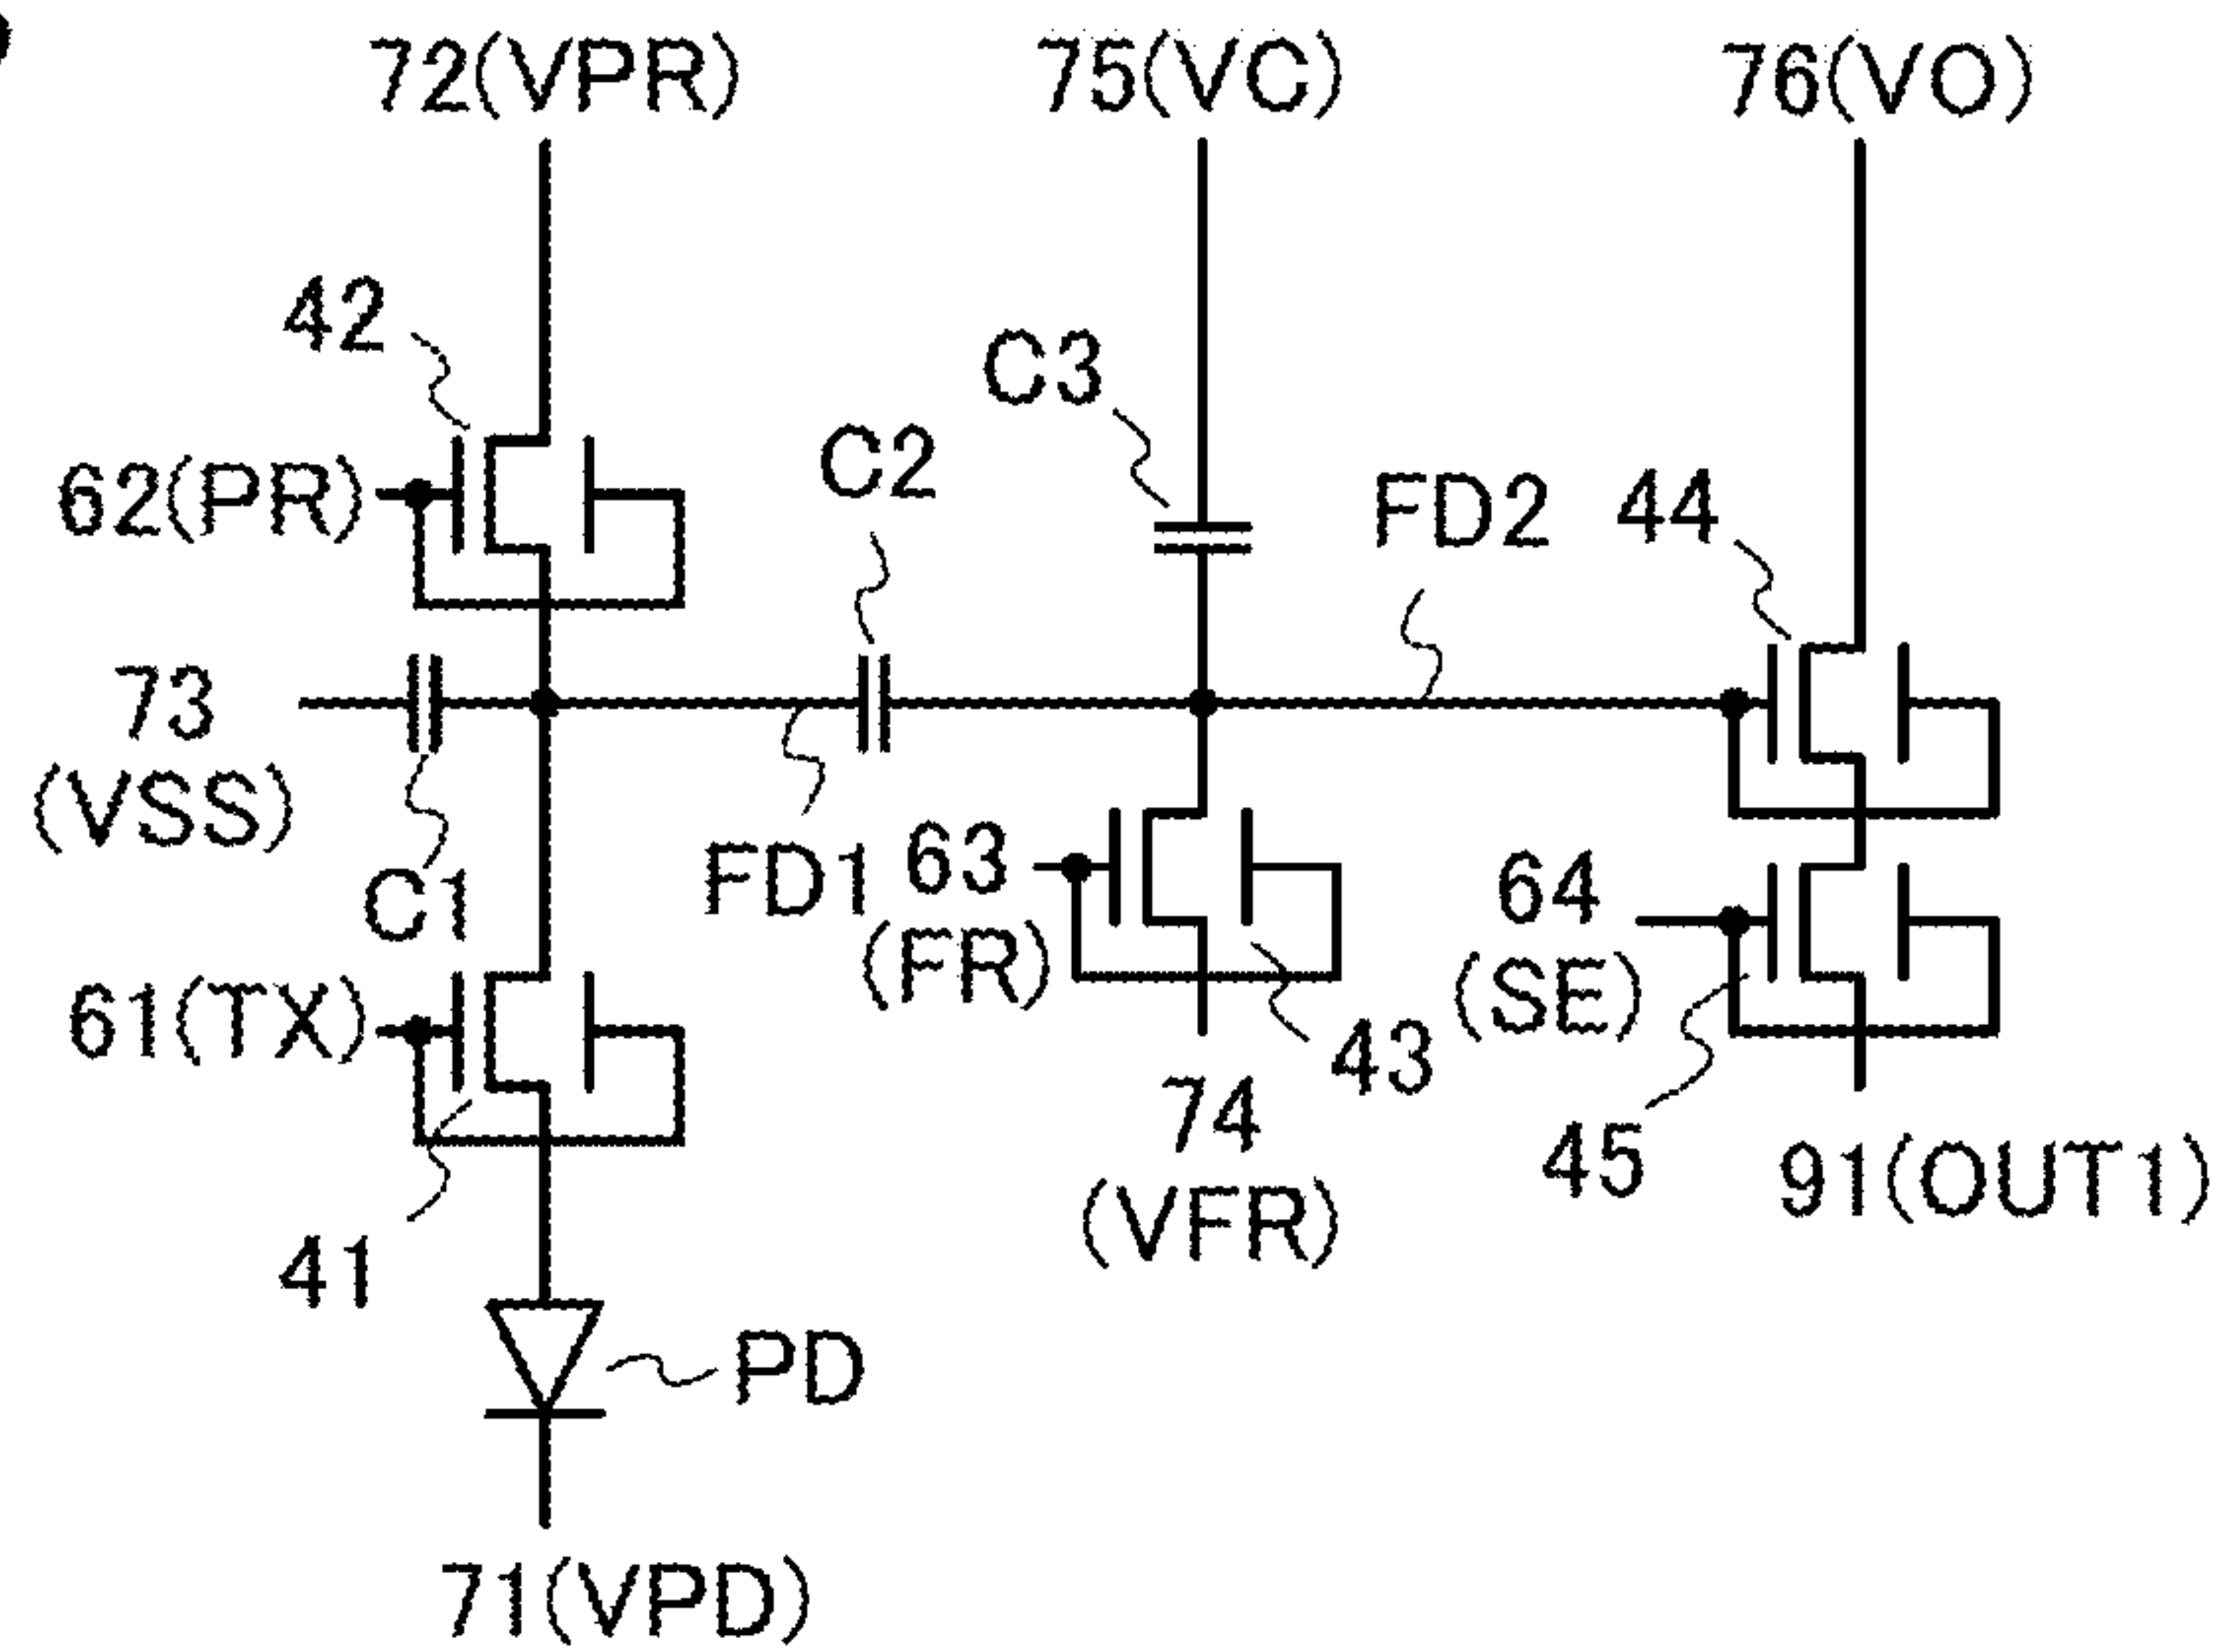 72(VPR)
75(VC)
76(VO)
42
C3
C2
62(PR)
FD2
44
73
(VSS)
C1
FD1
63
(FR)
64
(SE)
61(TX)
43
74
(VFR)
45
91(OUT1)
41
PD
71(VPD)